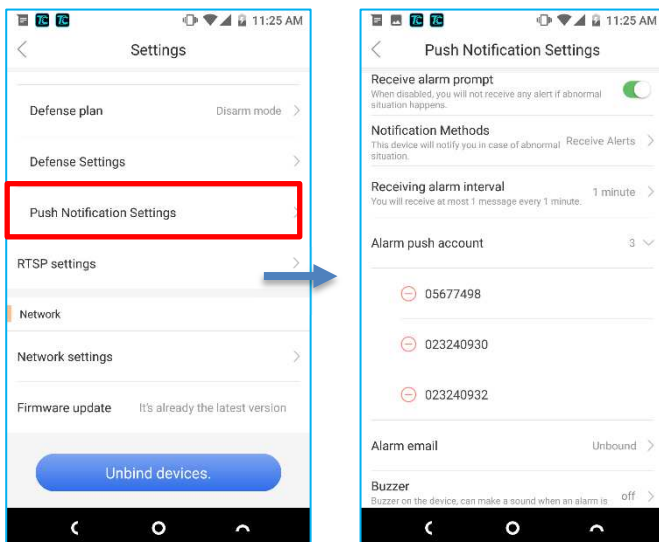 11:25 AM
Settings
Defense plan Disarm mode
Defense Settings
Push Notification Settings
RTSP settings
Network
Network settings
Firmware update It's already the latest version
Unbind devices.
11:25 AM
Push Notification Settings
Receive alarm prompt
When disabled, you will not receive any alert if abnormal
situation happens.
Notification Methods
This device will notify you in case of abnormal Receive Alerts
situation.
Receiving alarm interval
You will receive at most 1 message every 1 minute. 1 minute
Alarm push account 3
05677498
023240930
023240932
Alarm email Unbound
Buzzer
Buzzer on the device, can make a sound when an alarm is off